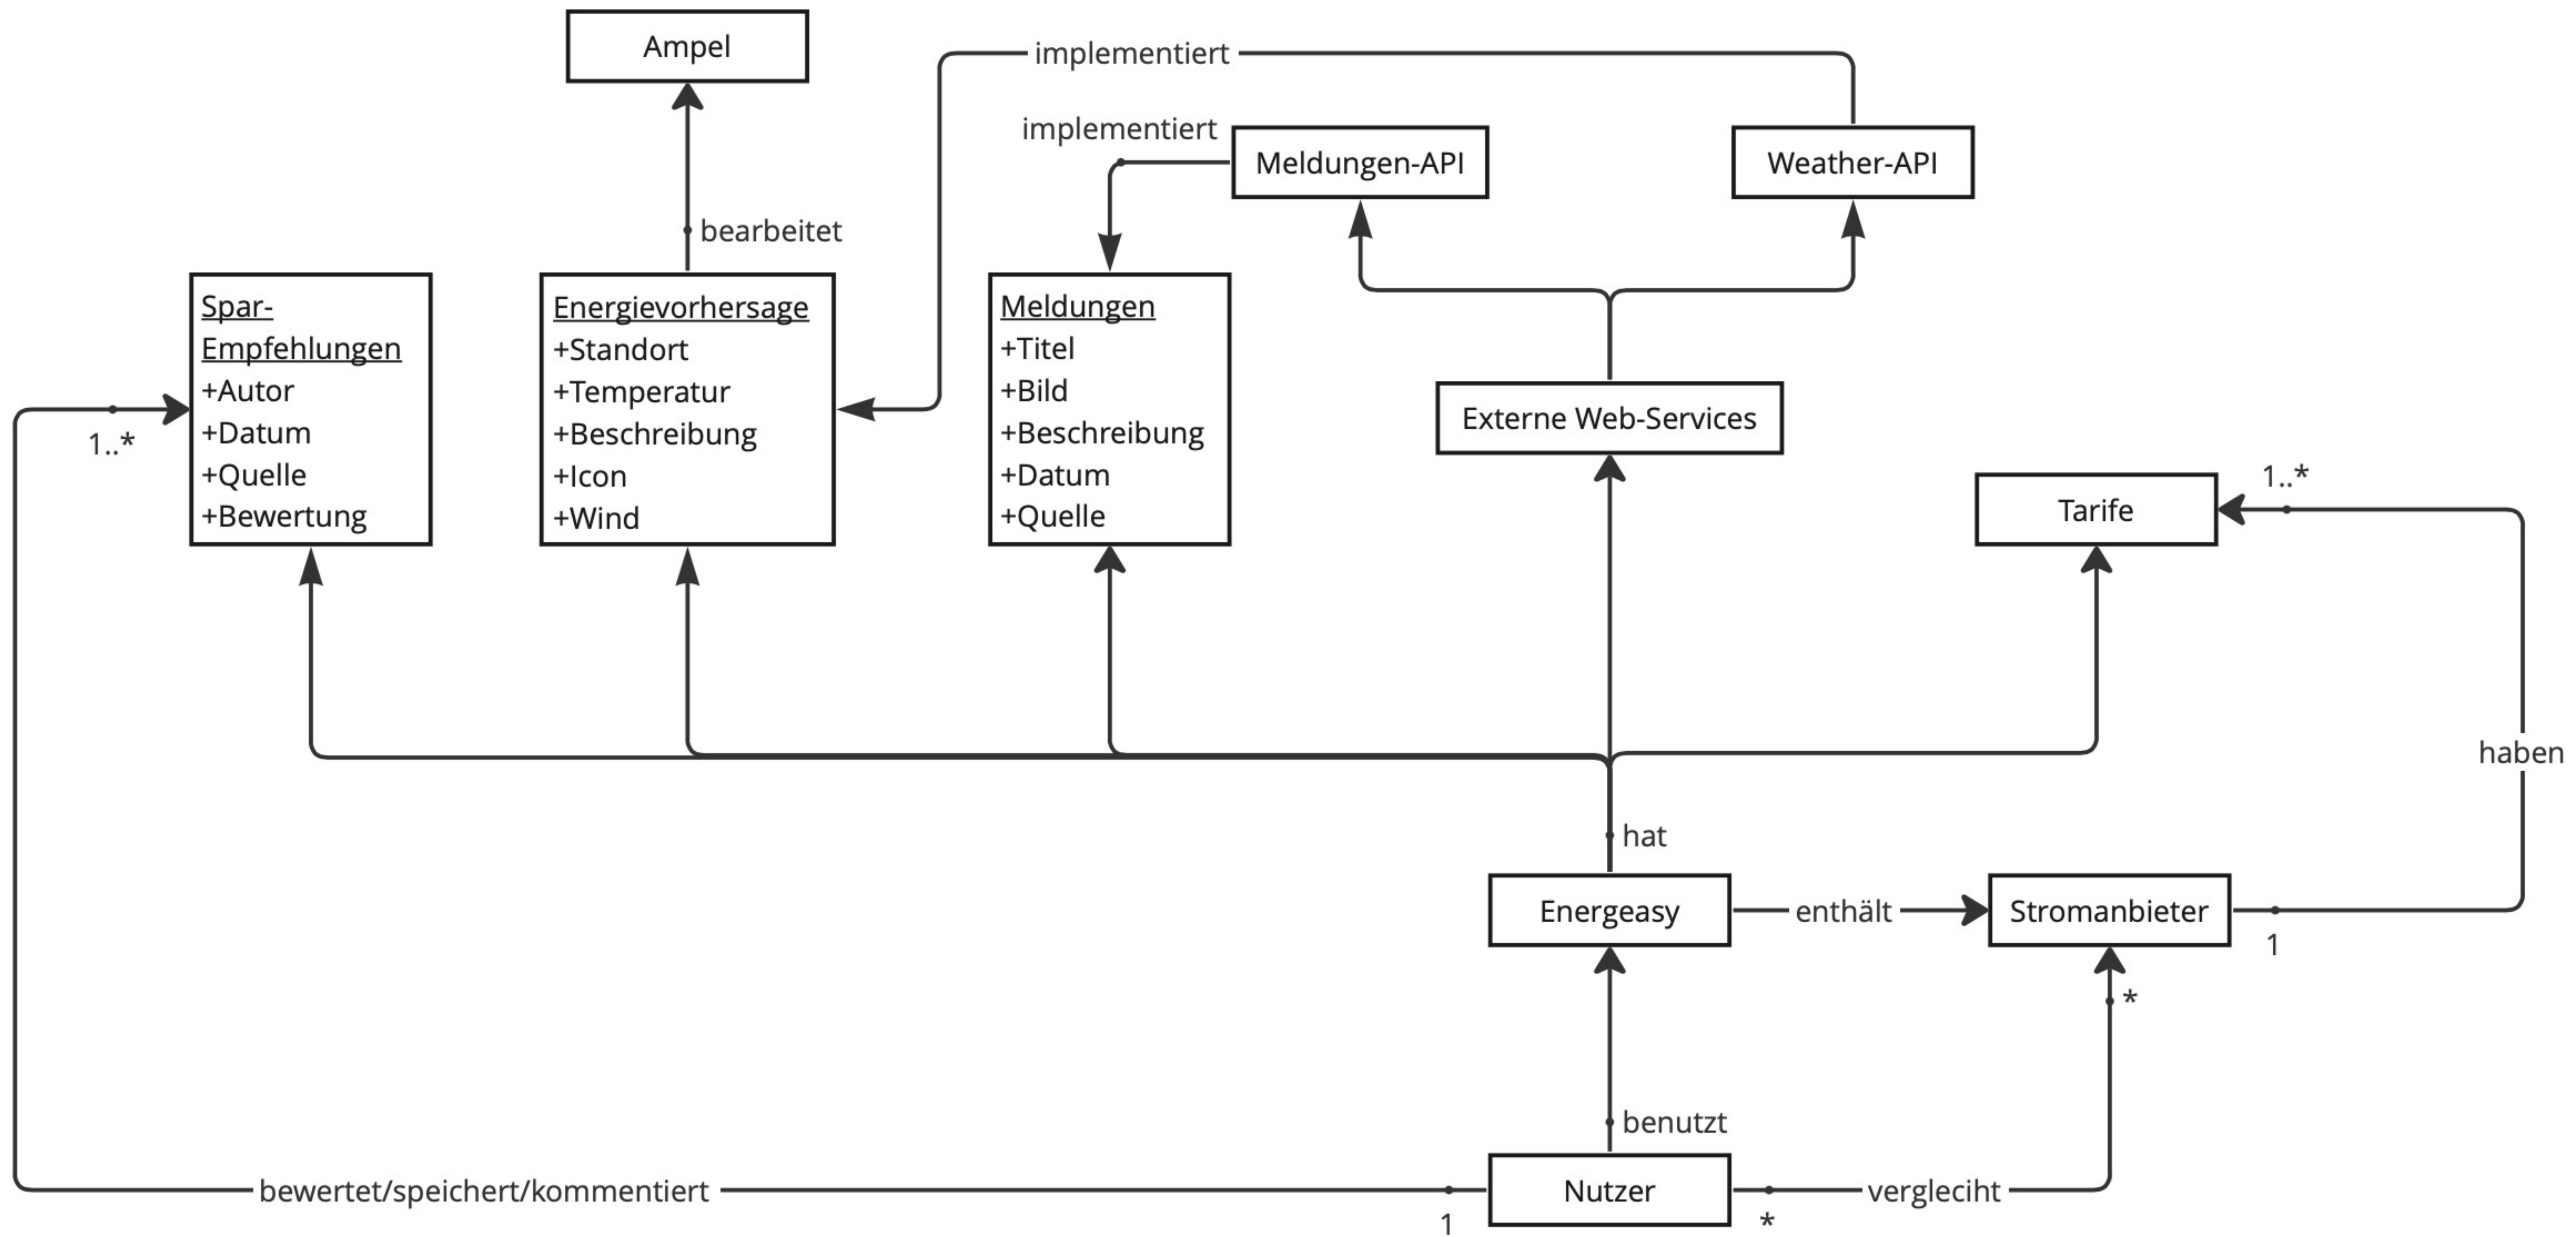 Ampel
implementiert
implementiert
Meldungen-API
Weather-API
bearbeitet
Spar-
Empfehlungen
+Autor
+Datum
+Quelle
+Bewertung
Energievorhersage
+Standort
+Temperatur
+Beschreibung
+Icon
+Wind
Meldungen
+Titel
+Bild
+Beschreibung
+Datum
+Quelle
Externe Web-Services
1..*
Tarife
1..*
haben
hat
Energeasy
enthält
Stromanbieter
1
*
benutzt
bewertet/speichert/kommentiert
1
Nutzer
*
vergleciht